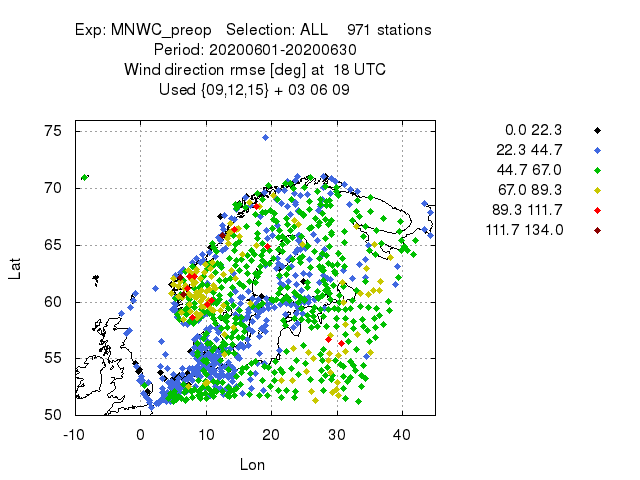 Exp: MNWC_preop Selection: ALL 971 stations
Period: 20200601-20200630
Wind direction rmse [deg] at 18 UTC
Used {09,12,15} + 03 06 09
0.0 22.3
22.3 44.7
44.7 67.0
67.0 89.3
89.3 111.7
111.7 134.0
75
70
65
60
55
50
Lat
-10 0 10 20 30 40
Lon